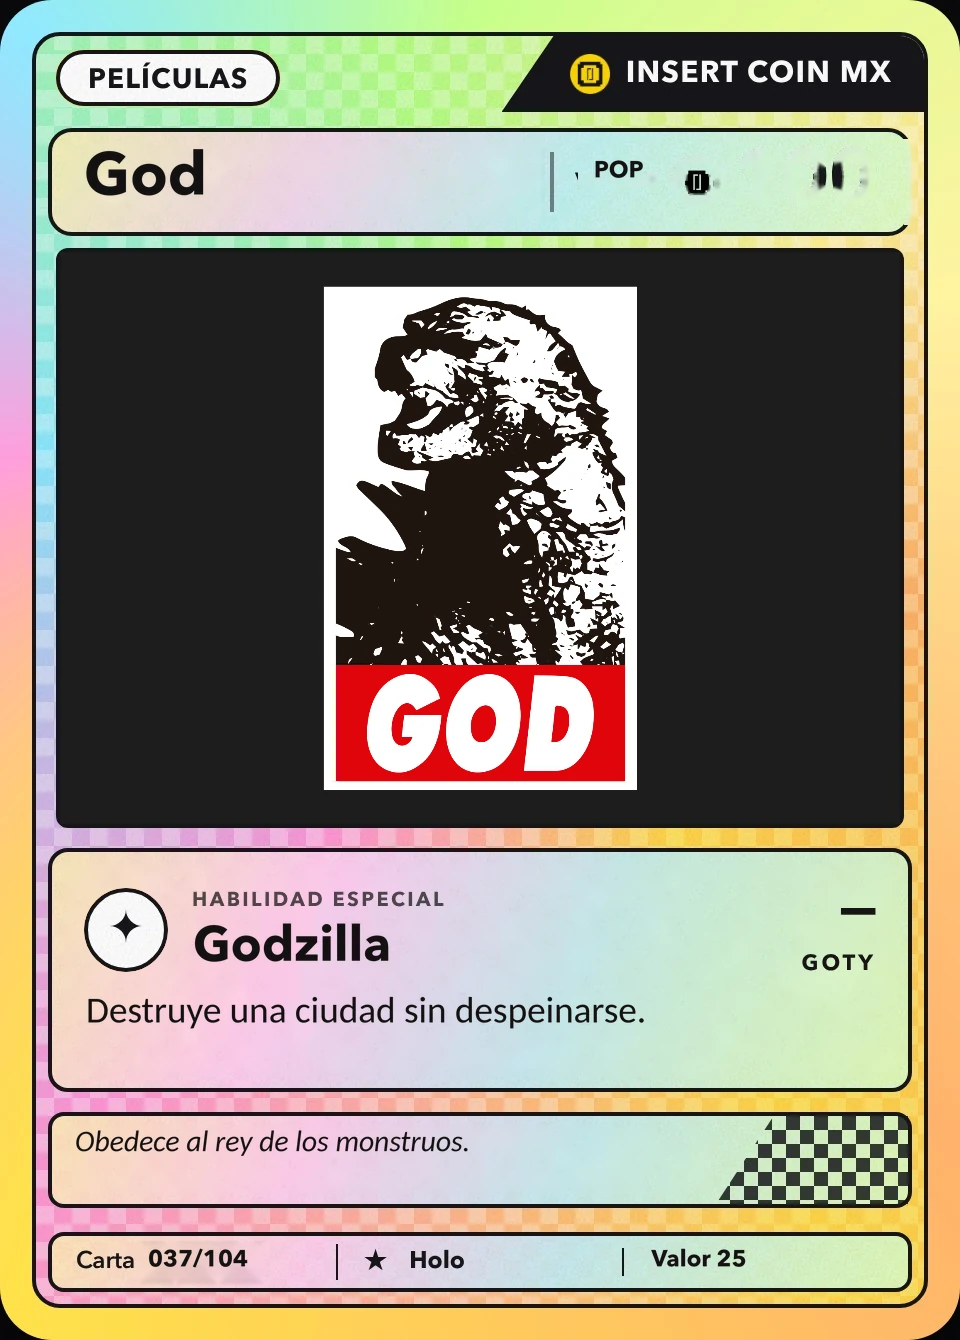 PELÍCULAS
INSERT COIN MX
God
POP
GOD
HABILIDAD ESPECIAL
Godzilla
GOTY
Destruye una ciudad sin despeinarse.
Obedece al rey de los monstruos.
Carta 037/104
★ Holo
Valor 25